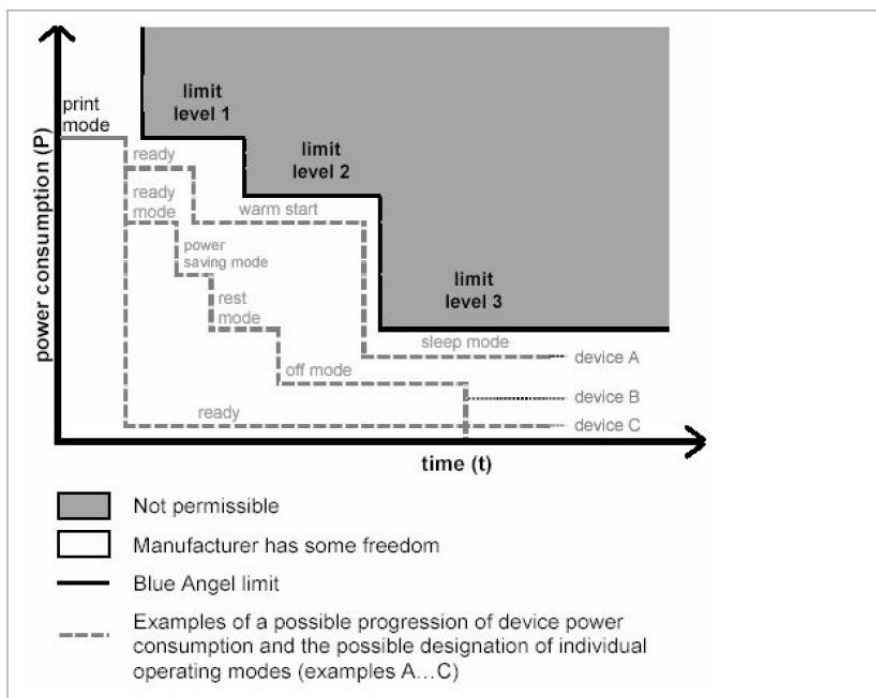 power consumption (P)
print
mode
limit
level 1
ready
limit
level 2
ready
mode
warm start
power
saving mode
limit
level 3
rest
mode
sleep mode
device A
off mode
device B
ready
device C
time (t)
Not permissible
Manufacturer has some freedom
Blue Angel limit
Examples of a possible progression of device power
consumption and the possible designation of individual
operating modes (examples A...C)